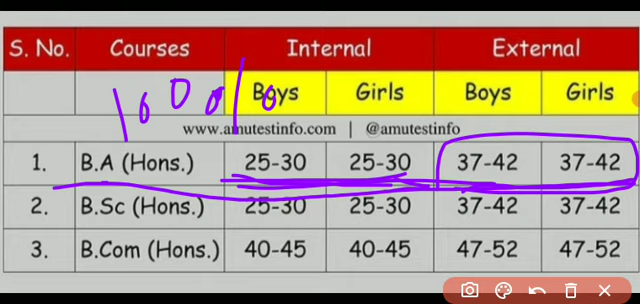 S. No. Courses Internal External
Boys Girls Boys Girls
100%
www.amutestinfo.com | @amutestinfo
1. B.A (Hons.) 25-30 25-30 37-42 37-42
2. B.Sc (Hons.) 25-30 25-30 37-42 37-42
3. B.Com (Hons.) 40-45 40-45 47-52 47-52